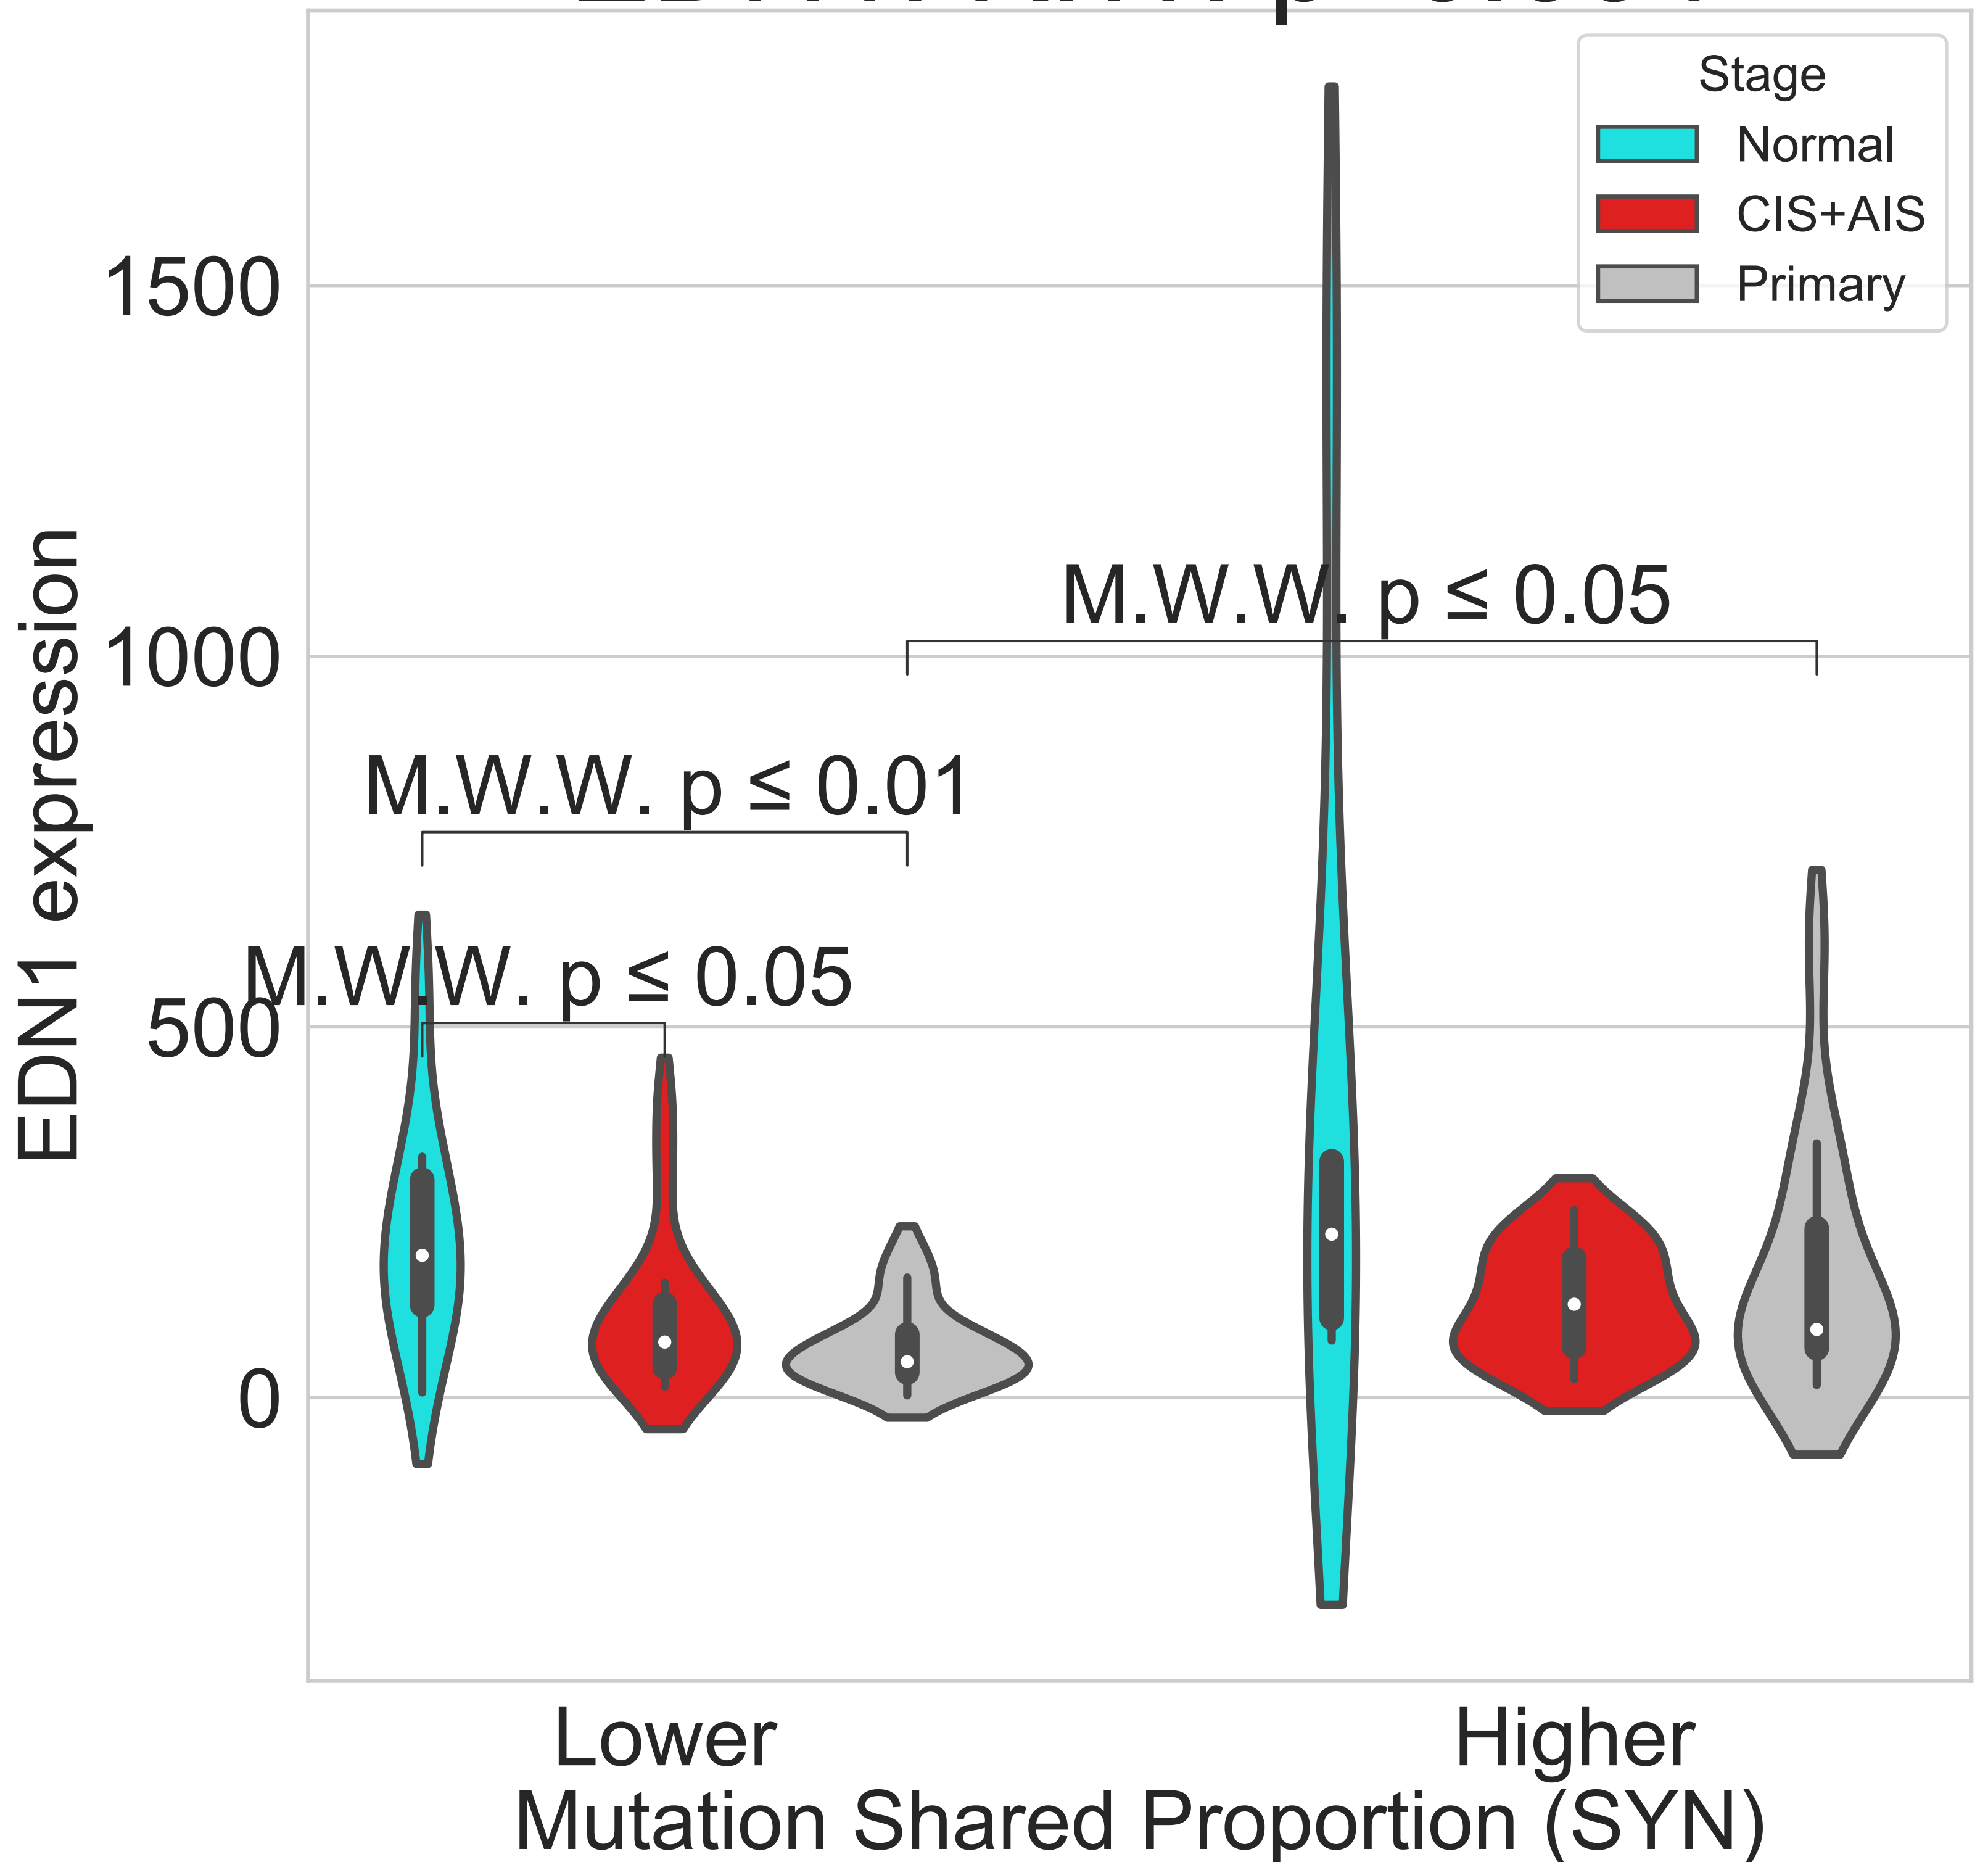 Stage
Normal
CIS+AIS
Primary
1500
1000
500
0
EDN1 expression
M.W.W. p ≤ 0.05
M.W.W. p ≤ 0.01
M.W.W. p ≤ 0.05
Lower
Higher
Mutation Shared Proportion (SYN)